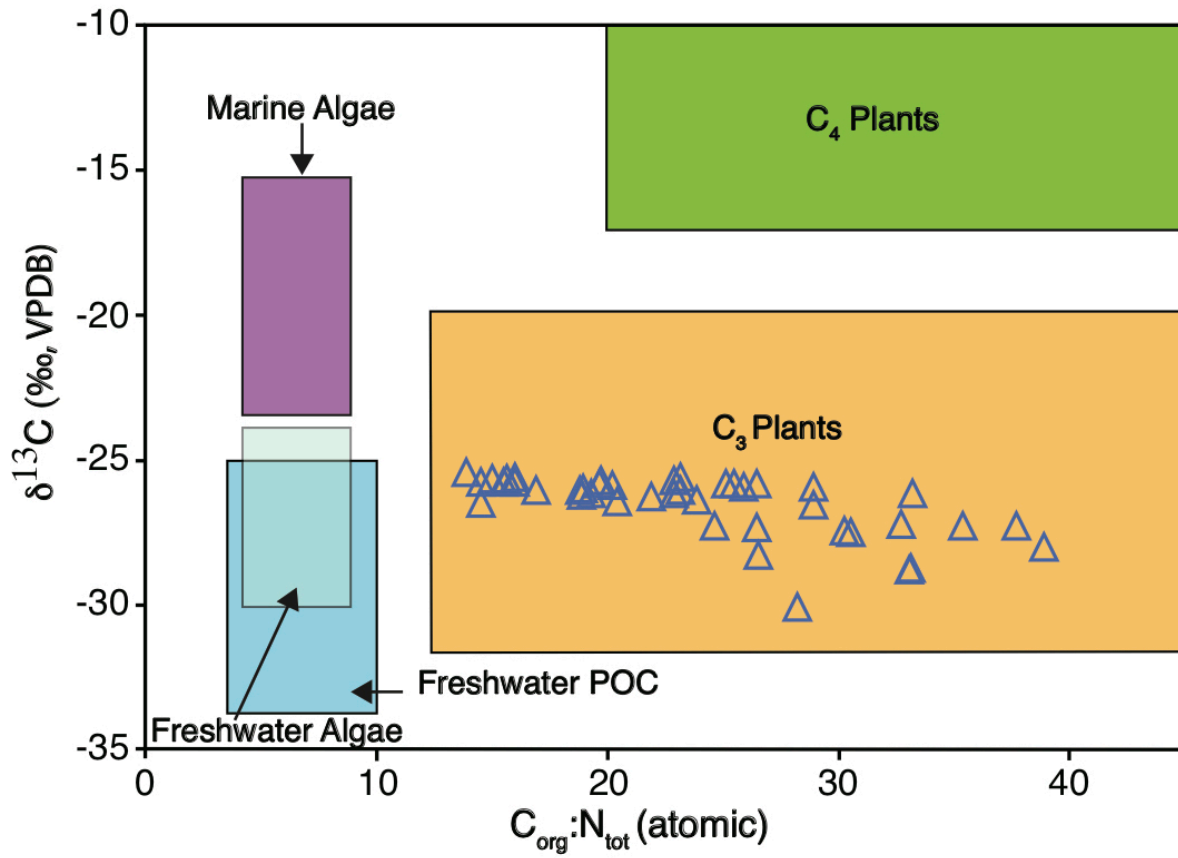 -10
Marine Algae
C4 Plants
-15
δ13C (‰, VPDB)
-20
C3 Plants
-25
-30
Freshwater POC
Freshwater Algae
-35
0 10 20 30 40
Corg:Ntot (atomic)